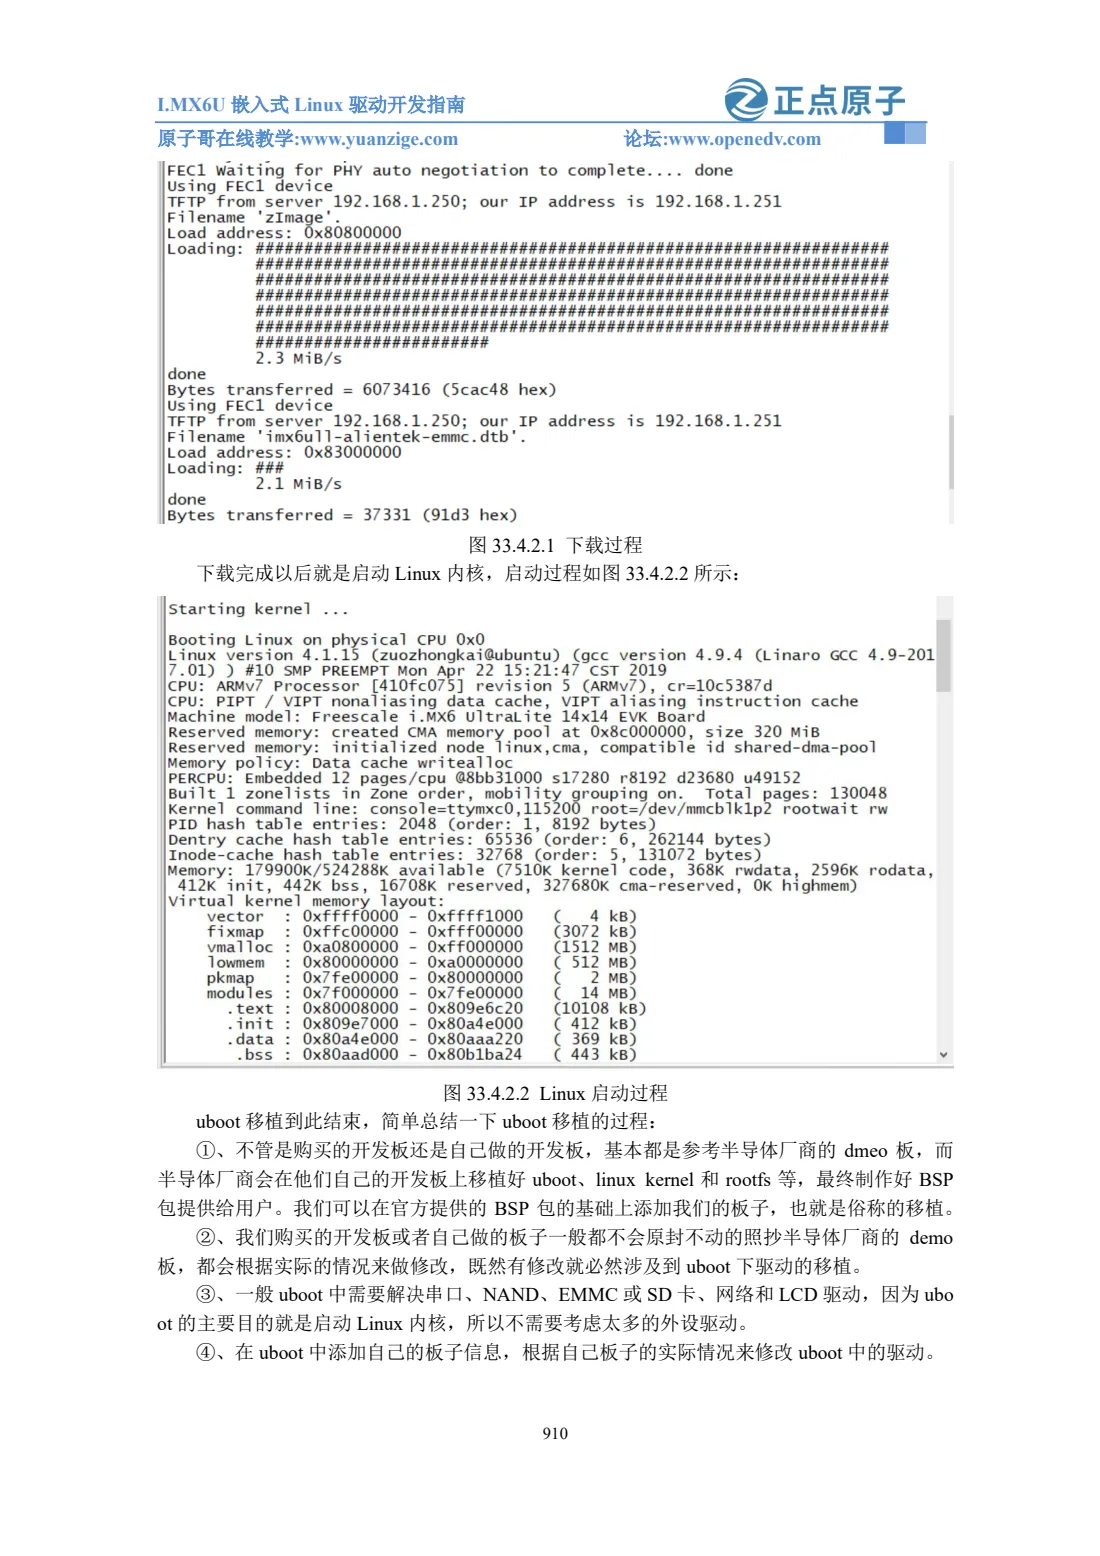 I.MX6U 嵌入式 Linux 驱动开发指南
正点原子
原子哥在线教学:www.yuanzige.com 论坛:www.openedv.com
FEC1 Waiting for PHY auto negotiation to complete.... done
Using FEC1 device
TFTP from server 192.168.1.250; our IP address is 192.168.1.251
Filename 'zImage'.
Load address: 0x80800000
Loading: #################################################################
#################################################################
#################################################################
#################################################################
#################################################################
#################################################################
########################
2.3 MiB/s
done
Bytes transferred = 6073416 (5cac48 hex)
Using FEC1 device
TFTP from server 192.168.1.250; our IP address is 192.168.1.251
Filename 'imx6ull-alientek-emmc.dtb'.
Load address: 0x83000000
Loading: ###
2.1 MiB/s
done
Bytes transferred = 37331 (91d3 hex)
图 33.4.2.1 下载过程
下载完成以后就是启动 Linux 内核，启动过程如图 33.4.2.2 所示：
Starting kernel ...
Booting Linux on physical CPU 0x0
Linux version 4.1.15 (zuozhongkai@ubuntu) (gcc version 4.9.4 (Linaro GCC 4.9-201
7.01) ) #10 SMP PREEMPT Mon Apr 22 15:21:47 CST 2019
CPU: ARMv7 Processor [410fc075] revision 5 (ARMv7), cr=10c5387d
CPU: PIPT / VIPT nonaliasing data cache, VIPT aliasing instruction cache
Machine model: Freescale i.MX6 UltraLite 14x14 EVK Board
Reserved memory: created CMA memory pool at 0x8c000000, size 320 MiB
Reserved memory: initialized node linux,cma, compatible id shared-dma-pool
Memory policy: Data cache writealloc
PERCPU: Embedded 12 pages/cpu @8bb31000 s17280 r8192 d23680 u49152
Built 1 zonelists in Zone order, mobility grouping on.  Total pages: 130048
Kernel command line: console=ttymxc0,115200 root=/dev/mmcblk1p2 rootwait rw
PID hash table entries: 2048 (order: 1, 8192 bytes)
Dentry cache hash table entries: 65536 (order: 6, 262144 bytes)
Inode-cache hash table entries: 32768 (order: 5, 131072 bytes)
Memory: 179900K/524288K available (7510K kernel code, 368K rwdata, 2596K rodata,
412K init, 442K bss, 16708K reserved, 327680K cma-reserved, 0K highmem)
Virtual kernel memory layout:
vector : 0xffff0000 - 0xffff1000 ( 4 kB)
fixmap : 0xffc00000 - 0xfff00000 (3072 kB)
vmalloc : 0xa0800000 - 0xff000000 (1512 MB)
lowmem : 0x80000000 - 0xa0000000 ( 512 MB)
pkmap : 0x7fe00000 - 0x80000000 ( 2 MB)
modules : 0x7f000000 - 0x7fe00000 ( 14 MB)
.text : 0x80008000 - 0x809e6c20 (10108 kB)
.init : 0x809e7000 - 0x80a4e000 ( 412 kB)
.data : 0x80a4e000 - 0x80aaa220 ( 369 kB)
.bss : 0x80aad000 - 0x80b1ba24 ( 443 kB)
图 33.4.2.2 Linux 启动过程
uboot 移植到此结束，简单总结一下 uboot 移植的过程：
①、不管是购买的开发板还是自己做的开发板，基本都是参考半导体厂商的 dmeo 板，而
半导体厂商会在他们自己的开发板上移植好 uboot、linux kernel 和 rootfs 等，最终制作好 BSP
包提供给用户。我们可以在官方提供的 BSP 包的基础上添加我们的板子，也就是俗称的移植。
②、我们购买的开发板或者自己做的板子一般都不会原封不动的照抄半导体厂商的 demo
板，都会根据实际的情况来做修改，既然有修改就必然涉及到 uboot 下驱动的移植。
③、一般 uboot 中需要解决串口、NAND、EMMC 或 SD 卡、网络和 LCD 驱动，因为 ubo
ot 的主要目的就是启动 Linux 内核，所以不需要考虑太多的外设驱动。
④、在 uboot 中添加自己的板子信息，根据自己板子的实际情况来修改 uboot 中的驱动。
910